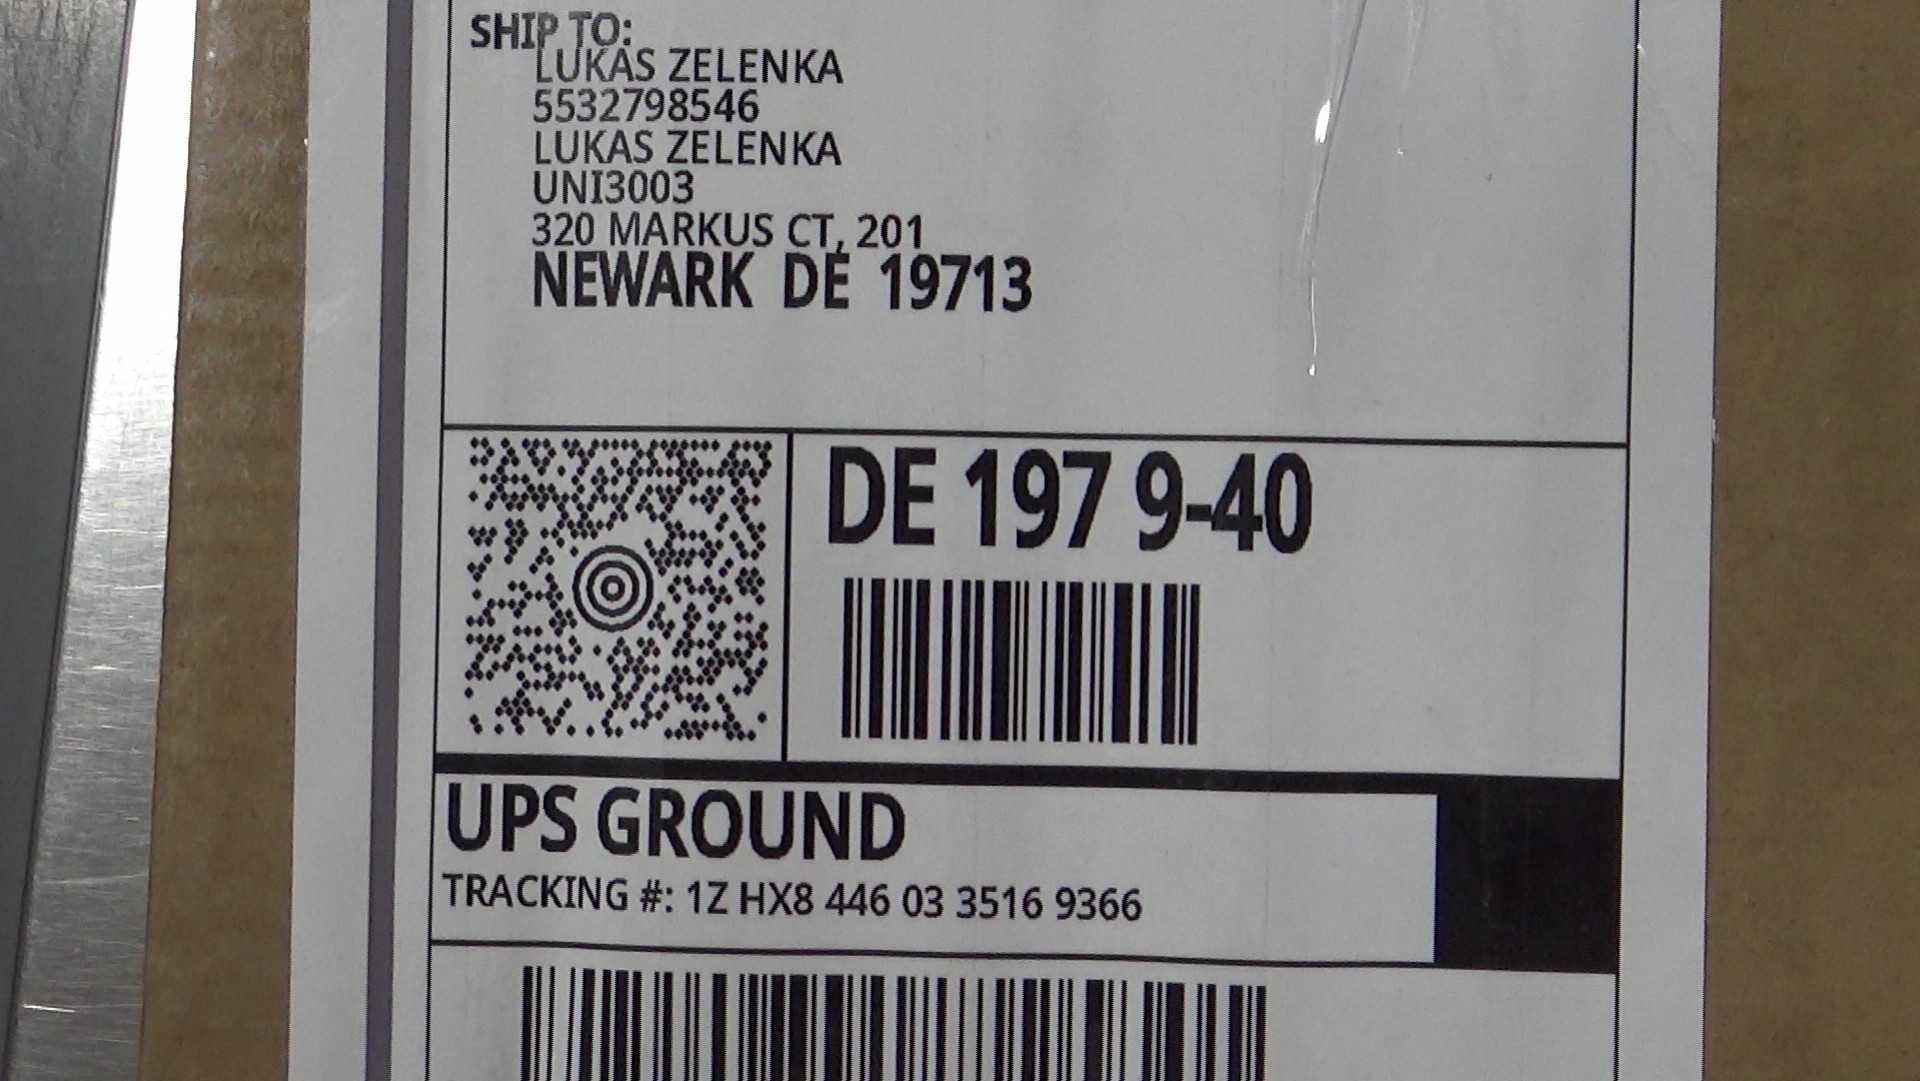 SHIP TO:
LUKAS ZELENKA
5532798546
LUKAS ZELENKA
UNI3003
320 MARKUS CT, 201
NEWARK DE 19713
DE 197 9-40
UPS GROUND
TRACKING #: 1Z HX8 446 03 3516 9366